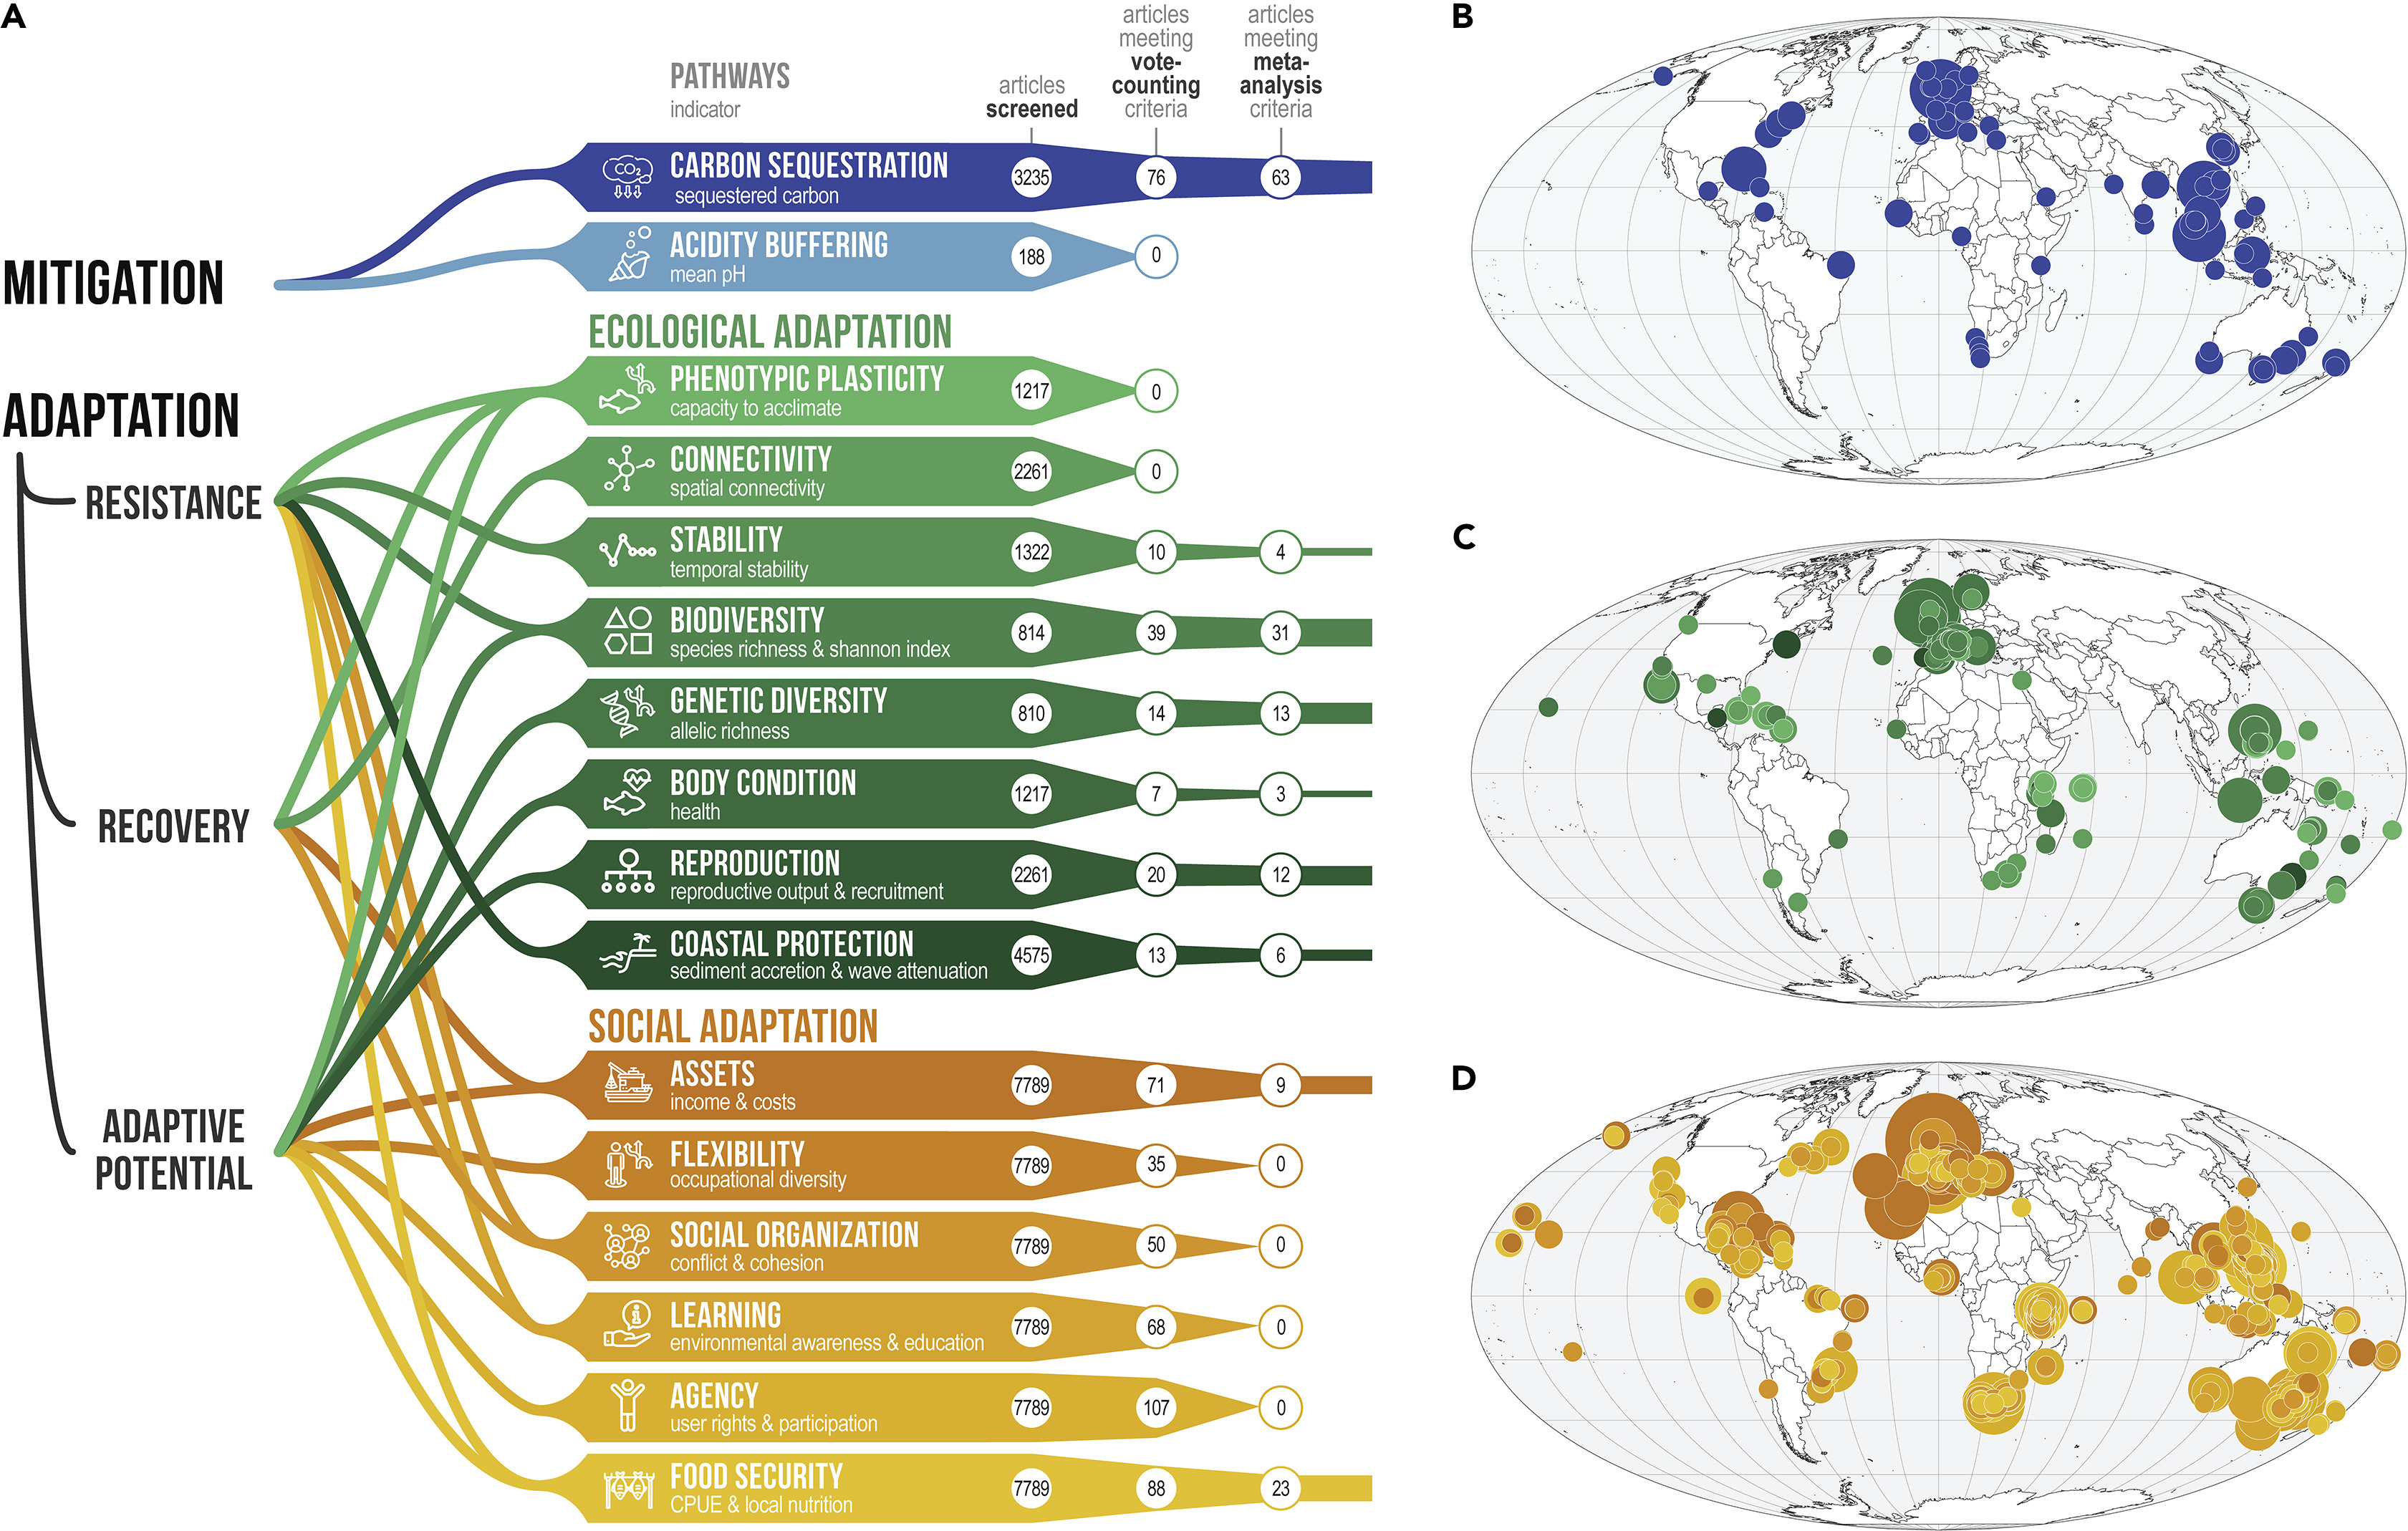 A
PATHWAYS
indicator
articles
screened
articles
meeting
vote-
counting
criteria
articles
meeting
meta-
analysis
criteria
MITIGATION
CO2
CARBON SEQUESTRATION
sequestered carbon
3235
76
63
ACIDITY BUFFERING
mean pH
188
0
ADAPTATION
RESISTANCE
RECOVERY
ADAPTIVE
POTENTIAL
ECOLOGICAL ADAPTATION
PHENOTYPIC PLASTICITY
capacity to acclimate
1217
0
CONNECTIVITY
spatial connectivity
2261
0
STABILITY
temporal stability
1322
10
4
BIODIVERSITY
species richness & shannon index
814
39
31
GENETIC DIVERSITY
allelic richness
810
14
13
BODY CONDITION
health
1217
7
3
REPRODUCTION
reproductive output & recruitment
2261
20
12
COASTAL PROTECTION
sediment accretion & wave attenuation
4575
13
6
SOCIAL ADAPTATION
ASSETS
income & costs
7789
71
9
FLEXIBILITY
occupational diversity
7789
35
0
SOCIAL ORGANIZATION
conflict & cohesion
7789
50
0
LEARNING
environmental awareness & education
7789
68
0
AGENCY
user rights & participation
7789
107
0
FOOD SECURITY
CPUE & local nutrition
7789
88
23
B
C
D